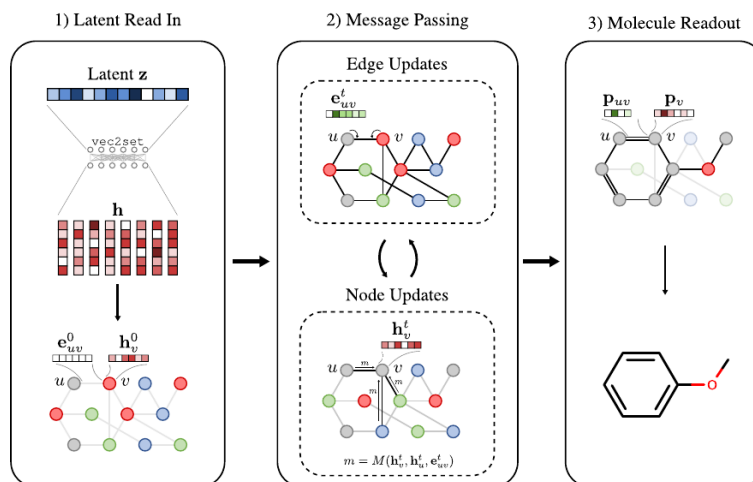 1) Latent Read In
Latent z
vec2set
h
e⁰ᵤᵥ h⁰ᵥ
u v
2) Message Passing
Edge Updates
eᵗᵤᵥ
u v
Node Updates
hᵗᵥ
u m v
m m
m = M(hᵗᵥ, hᵗᵤ, eᵗᵤᵥ)
3) Molecule Readout
pᵤᵥ pᵥ
u v
O